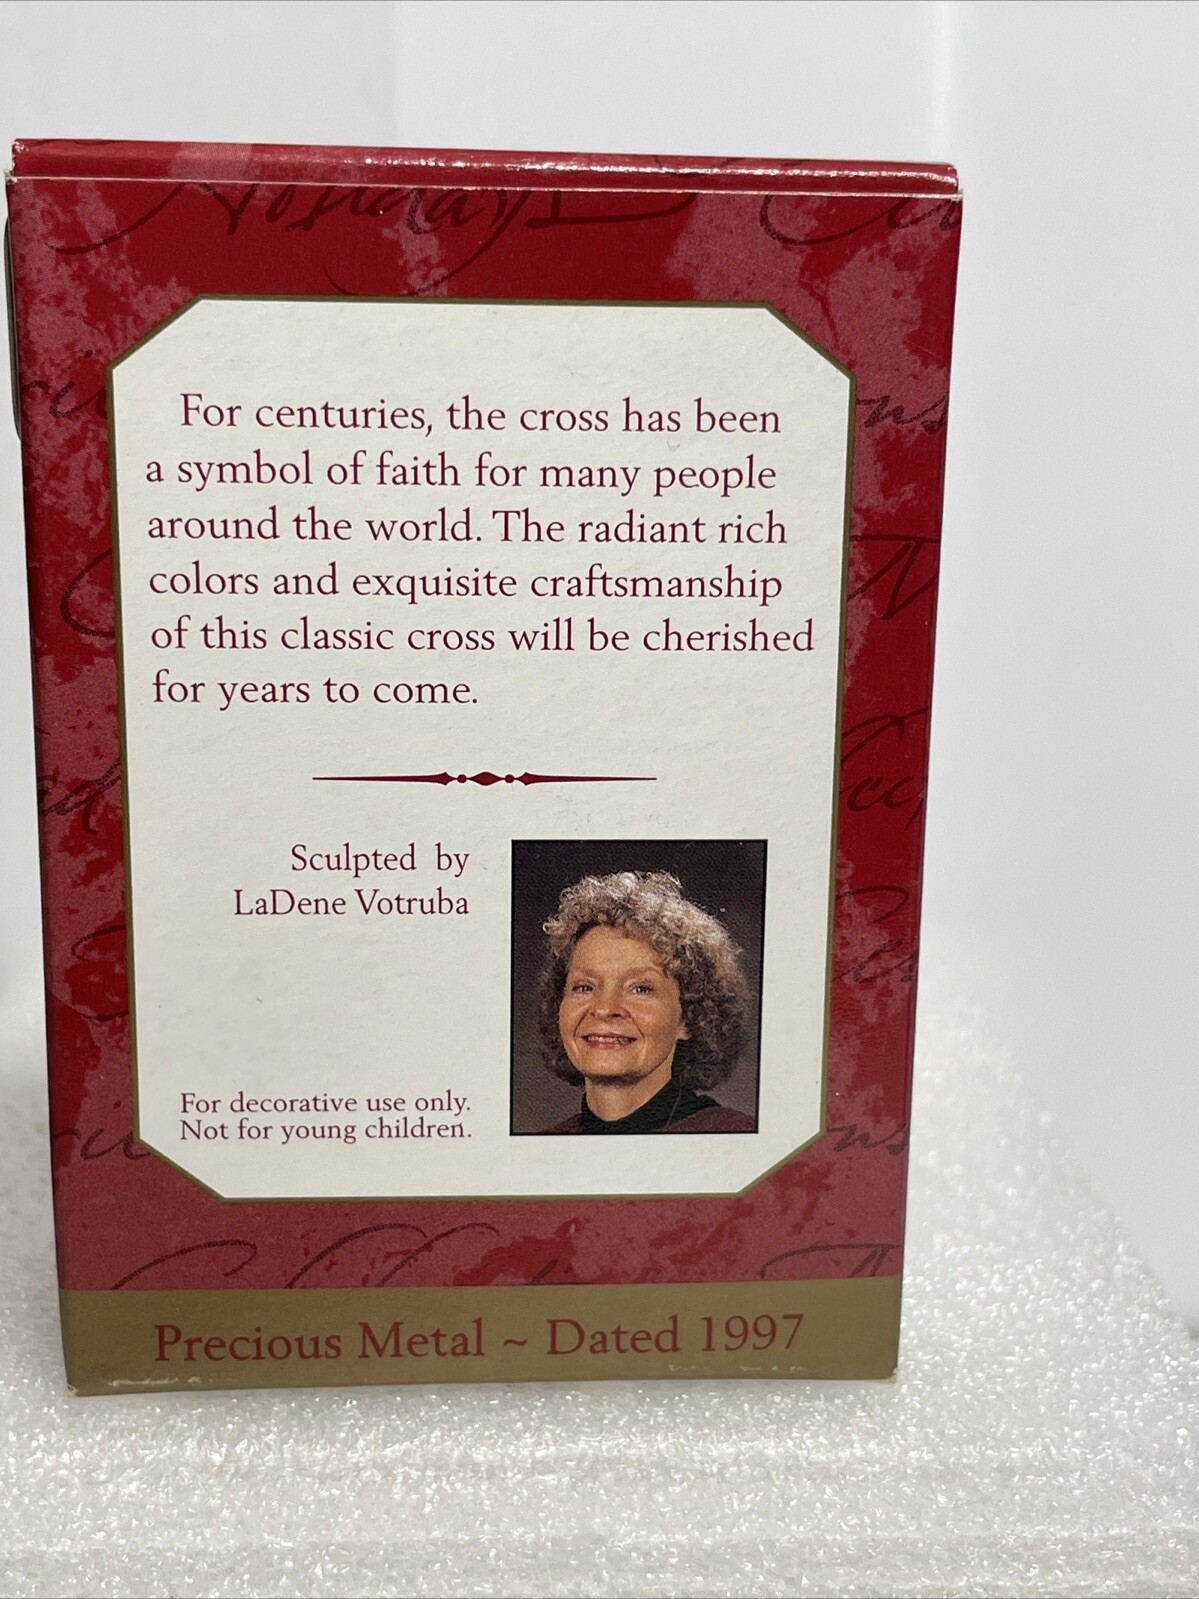 Holiday
For centuries, the cross has been
a symbol of faith for many people
around the world. The radiant rich
colors and exquisite craftsmanship
of this classic cross will be cherished
for years to come.
Sculpted by
LaDene Votruba
For decorative use only.
Not for young children.
Precious Metal ~ Dated 1997